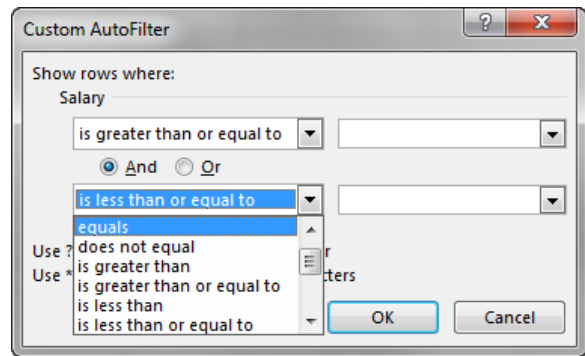 Custom AutoFilter
?
X
Show rows where:
Salary
is greater than or equal to
And Or
is less than or equal to
equals
does not equal
Use ? r
is greater than
Use * ters
is greater than or equal to
is less than
is less than or equal to
OK Cancel